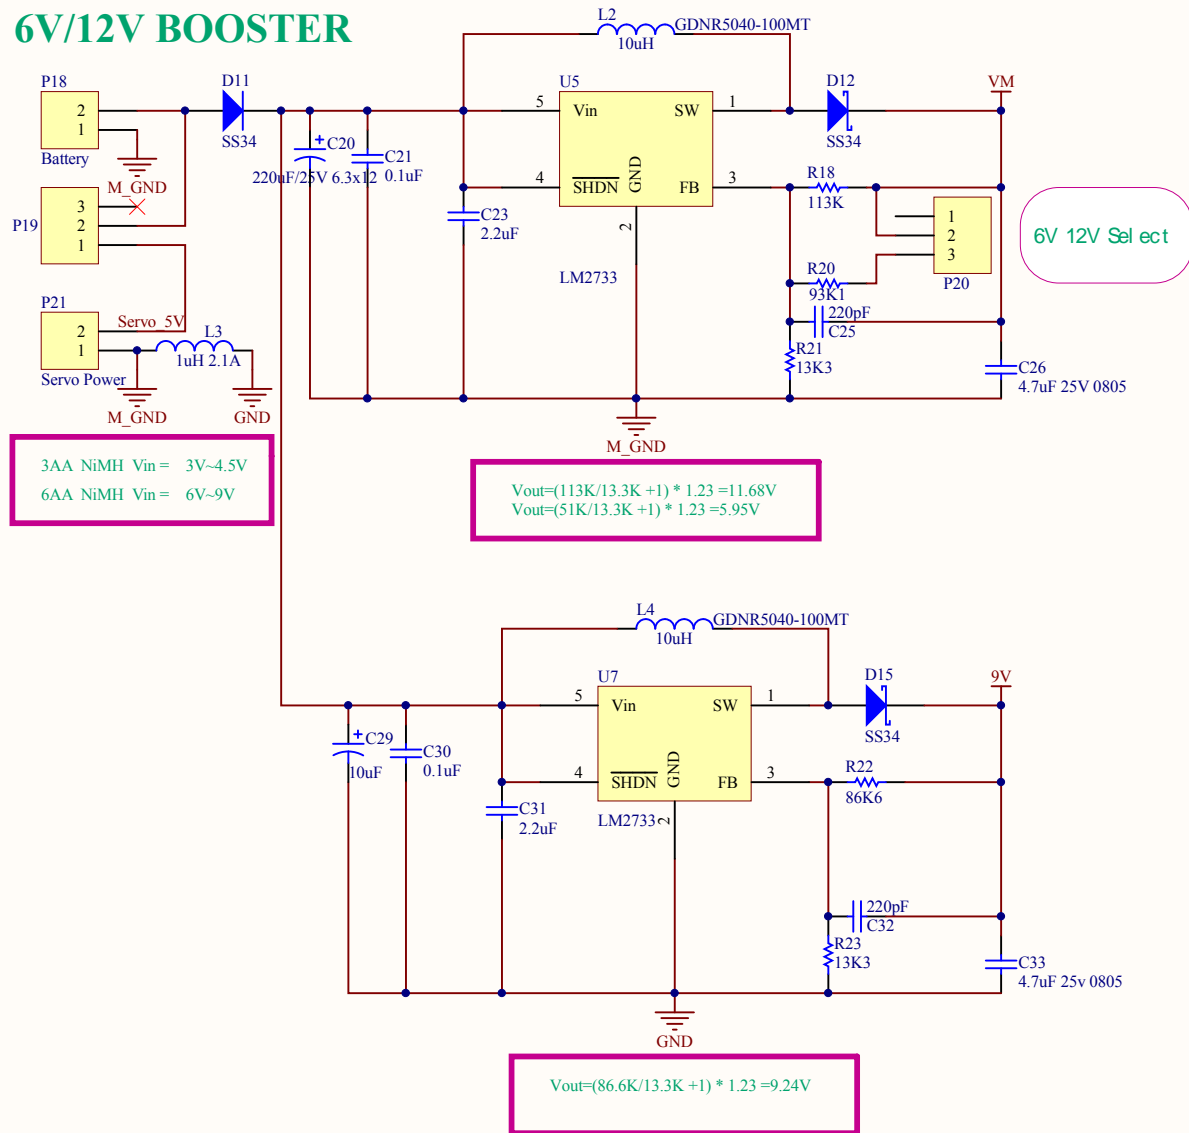 6V/12V BOOSTER
L2
GDNR5040-100MT
10uH
P18
2
1
Battery
M_GND
D11
SS34
C20
220uF/25V 6.3x12
C21
0.1uF
C23
2.2uF
U5
5
Vin
SW
1
4
SHDN
GND
FB
3
2
LM2733
D12
SS34
VM
R18
113K
1
2
3
P20
6V 12V Select
R20
93K1
220pF
C25
R21
13K3
C26
4.7uF 25V 0805
P19
3
2
1
P21
2
1
Servo Power
Servo_5V
L3
1uH 2.1A
M_GND
GND
M_GND
3AA NiMH Vin = 3V~4.5V
6AA NiMH Vin = 6V~9V
Vout=(113K/13.3K +1) * 1.23 =11.68V
Vout=(51K/13.3K +1) * 1.23 =5.95V
L4
GDNR5040-100MT
10uH
U7
5
Vin
SW
1
4
SHDN
GND
FB
3
LM2733
2
D15
SS34
9V
C29
10uF
C30
0.1uF
C31
2.2uF
R22
86K6
220pF
C32
R23
13K3
C33
4.7uF 25v 0805
GND
Vout=(86.6K/13.3K +1) * 1.23 =9.24V